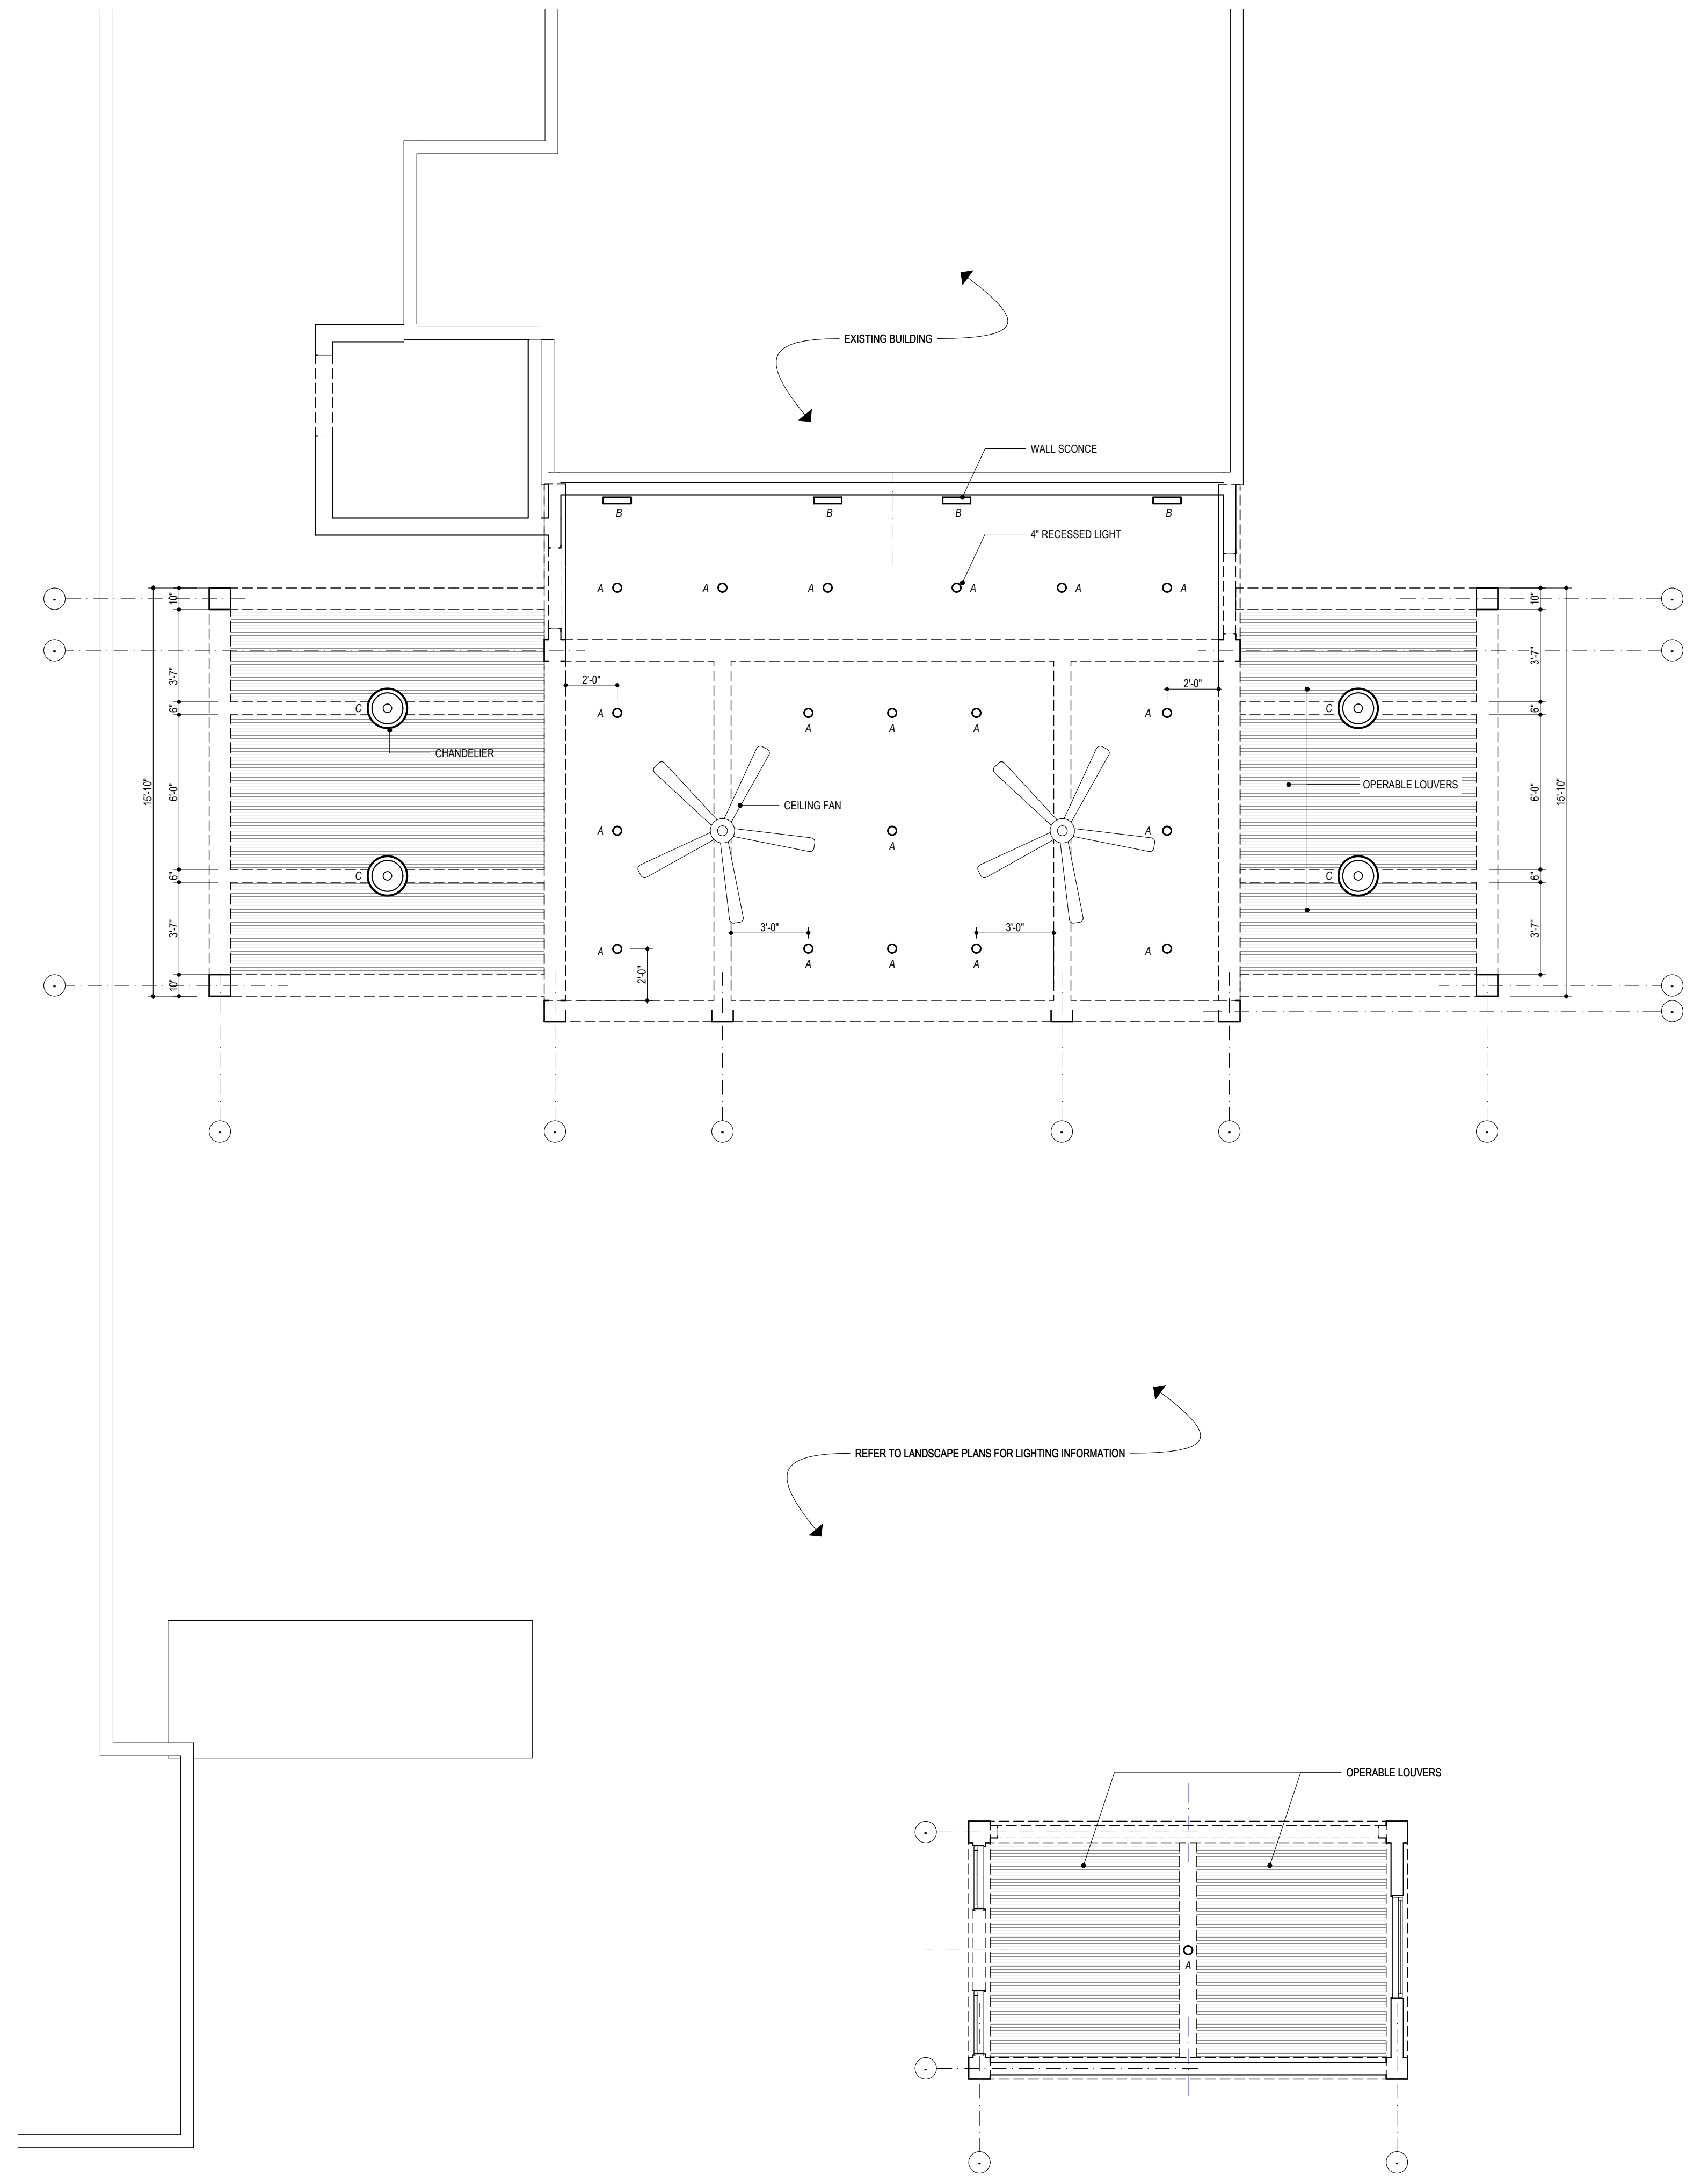 EXISTING BUILDING
WALL SCONCE
B B B B
4" RECESSED LIGHT
A A A A A A
10" 10"
3'-7" 3'-7"
2'-0" 2'-0"
6" C C 6"
A A A A A
CHANDELIER
15'-10" 6'-0" OPERABLE LOUVERS 6'-0" 15'-10"
CEILING FAN
A A A
6" C C 6"
3'-7" 3'-0" 3'-0" 3'-7"
A A A A A
2'-0"
10"
REFER TO LANDSCAPE PLANS FOR LIGHTING INFORMATION
OPERABLE LOUVERS
A